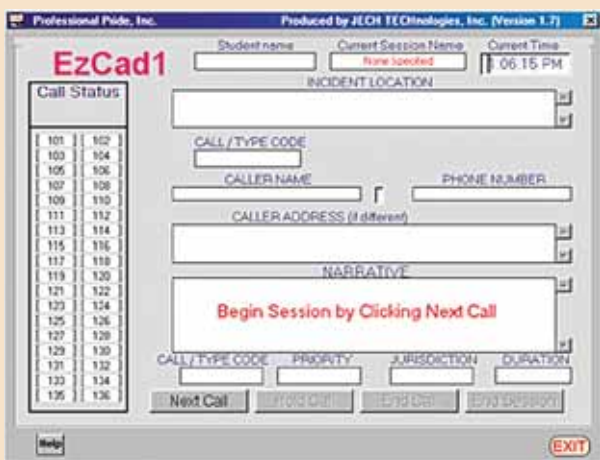 Professional Pride, Inc. Produced by JECH TECHnologies, Inc. (Version 1.7)
EzCad1
Student name
Current Session Name
Current Time
None Specified
06:15 PM
Call Status
INCIDENT LOCATION
101 102
103 104
105 106
107 108
109 110
111 112
113 114
115 116
117 118
119 120
121 122
123 124
125 126
127 128
129 130
131 132
133 134
135 136
CALL / TYPE CODE
CALLER NAME
PHONE NUMBER
CALLER ADDRESS (if different)
NARRATIVE
Begin Session by Clicking Next Call
CALL / TYPE CODE PRIORITY JURISDICTION DURATION
Next Call Hold Call End Call End Session
Help EXIT